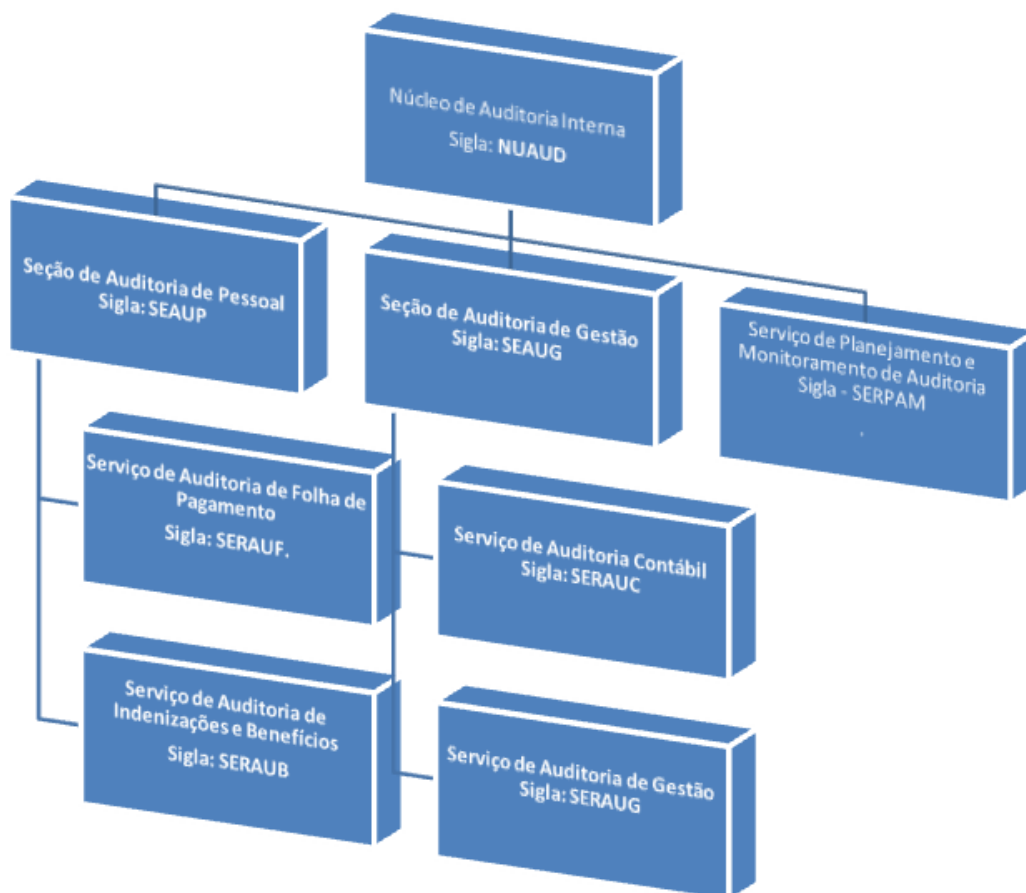 Núcleo de Auditoria Interna
Sigla: NUAUD
Seção de Auditoria de Pessoal
Sigla: SEAUP
Seção de Auditoria de Gestão
Sigla: SEAUG
Serviço de Planejamento e
Monitoramento de Auditoria
Sigla - SERPAM
.
Serviço de Auditoria de Folha de
Pagamento
Sigla: SERAUF.
Serviço de Auditoria Contábil
Sigla: SERAUC
Serviço de Auditoria de
Indenizações e Benefícios
Sigla: SERAUB
Serviço de Auditoria de Gestão
Sigla: SERAUG